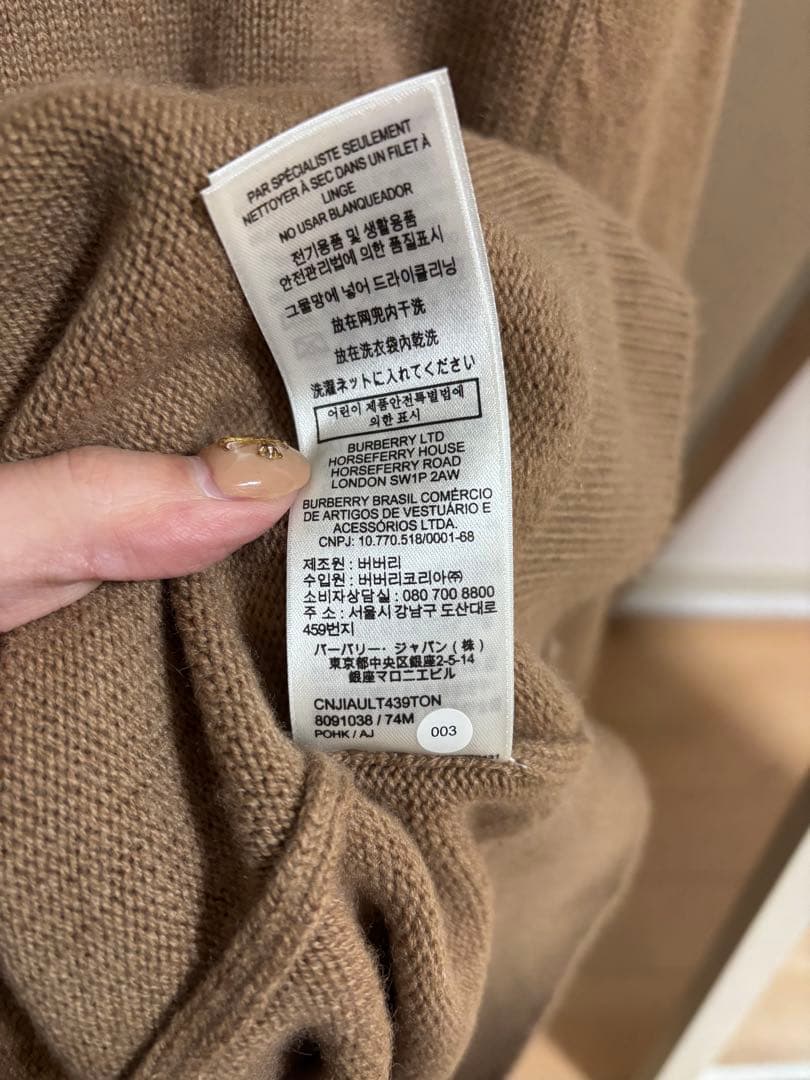 PAR SPÉCIALISTE SEULEMENT
NETTOYER À SEC DANS UN FILET À
LINGE
NO USAR BLANQUEADOR
전기용품 및 생활용품
안전관리법에 의한 품질표시
그물망에 넣어 드라이클리닝
放在网兜内干洗
放在洗衣袋內乾洗
洗濯ネットに入れてください
어린이 제품안전특별법에
의한 표시
BURBERRY LTD
HORSEFERRY HOUSE
HORSEFERRY ROAD
LONDON SW1P 2AW
BURBERRY BRASIL COMÉRCIO
DE ARTIGOS DE VESTUÁRIO E
ACESSÓRIOS LTDA.
CNPJ: 10.770.518/0001-68
제조원 : 버버리
수입원 : 버버리코리아㈜
소비자상담실 : 080 700 8800
주 소 : 서울시 강남구 도산대로
459번지
バーバリー・ジャパン ( 株 )
東京都中央区銀座2-5-14
銀座マロニエビル
CNJIAULT439TON
8091038 / 74M
POHK / AJ
003